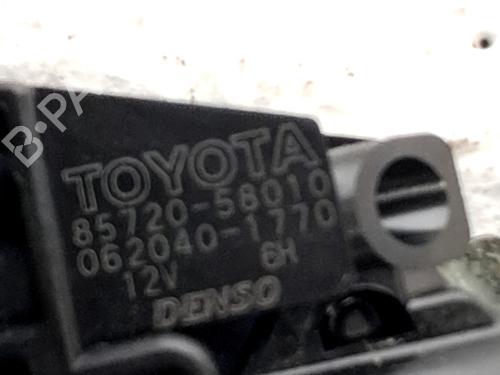 TOYOTA
85720-58010
062040-1770
12V 6H
DENSO
B-PA